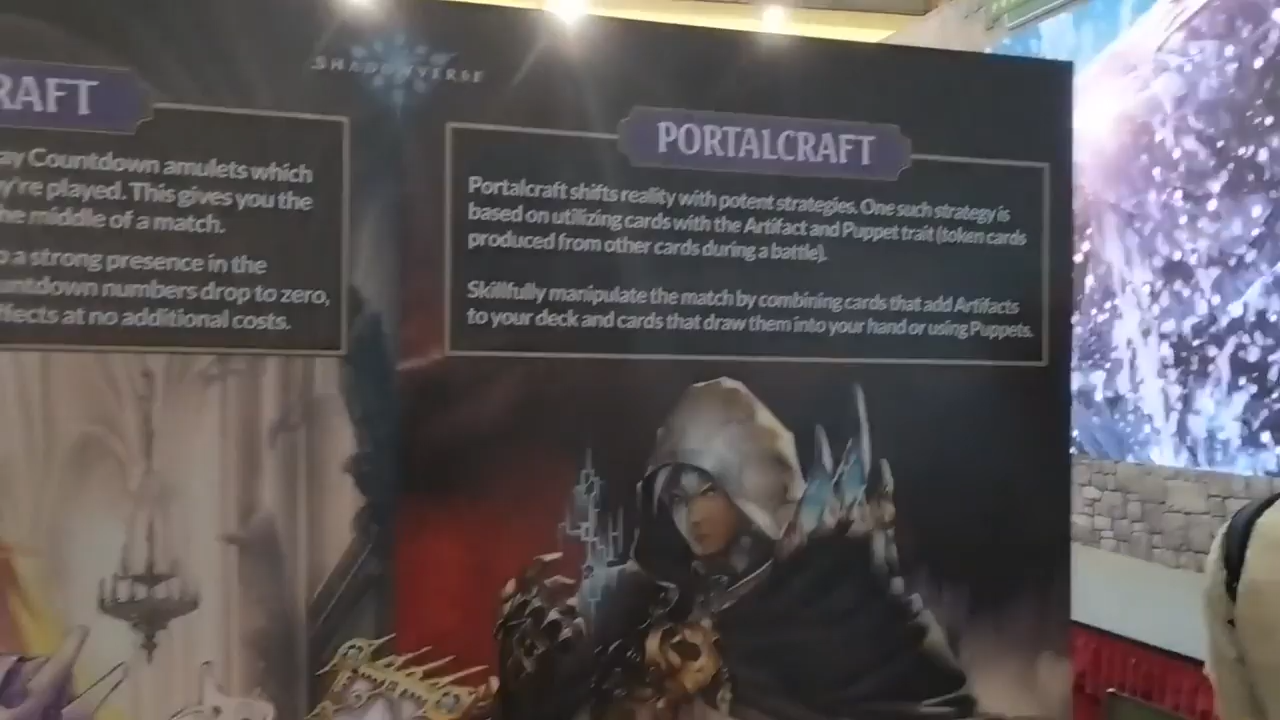 SHADOWVERSE
RAFT
ay Countdown amulets which
y're played. This gives you the
he middle of a match.
o a strong presence in the
untdown numbers drop to zero,
ffects at no additional costs.
PORTALCRAFT
Portalcraft shifts reality with potent strategies. One such strategy is
based on utilizing cards with the Artifact and Puppet trait (token cards
produced from other cards during a battle).
Skillfully manipulate the match by combining cards that add Artifacts
to your deck and cards that draw them into your hand or using Puppets.